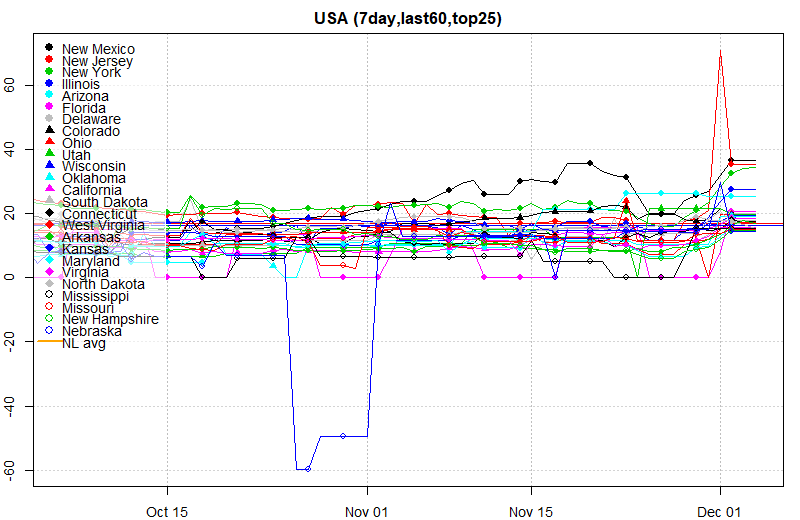 USA (7day,last60,top25)
60
40
20
0
-20
-40
-60
New Mexico
New Jersey
New York
Illinois
Arizona
Florida
Delaware
Colorado
Ohio
Utah
Wisconsin
Oklahoma
California
South Dakota
Connecticut
West Virginia
Arkansas
Kansas
Maryland
Virginia
North Dakota
Mississippi
Missouri
New Hampshire
Nebraska
NL avg
Oct 15
Nov 01
Nov 15
Dec 01